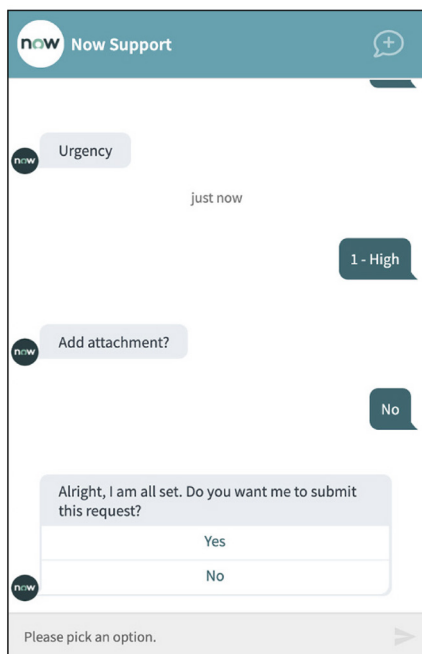 now Now Support
now Urgency
just now
1 - High
now Add attachment?
No
Alright, I am all set. Do you want me to submit
this request?
Yes
No
now
Please pick an option.